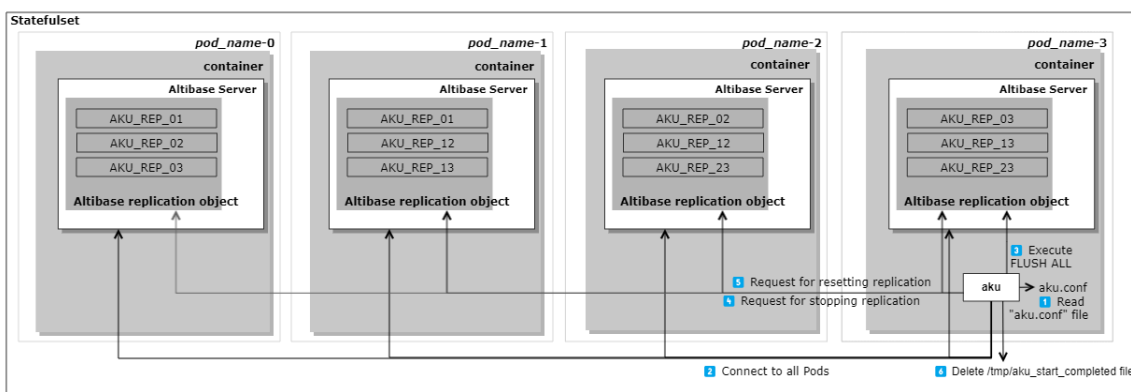 Statefulset
pod_name-0
container
Altibase Server
AKU_REP_01
AKU_REP_02
AKU_REP_03
Altibase replication object
pod_name-1
container
Altibase Server
AKU_REP_01
AKU_REP_12
AKU_REP_13
Altibase replication object
pod_name-2
container
Altibase Server
AKU_REP_02
AKU_REP_12
AKU_REP_23
Altibase replication object
pod_name-3
container
Altibase Server
AKU_REP_03
AKU_REP_13
AKU_REP_23
Altibase replication object
3 Execute
FLUSH ALL
5 Request for resetting replication
4 Request for stopping replication
aku
aku.conf
1 Read
"aku.conf" file
2 Connect to all Pods
6 Delete /tmp/aku_start_completed file